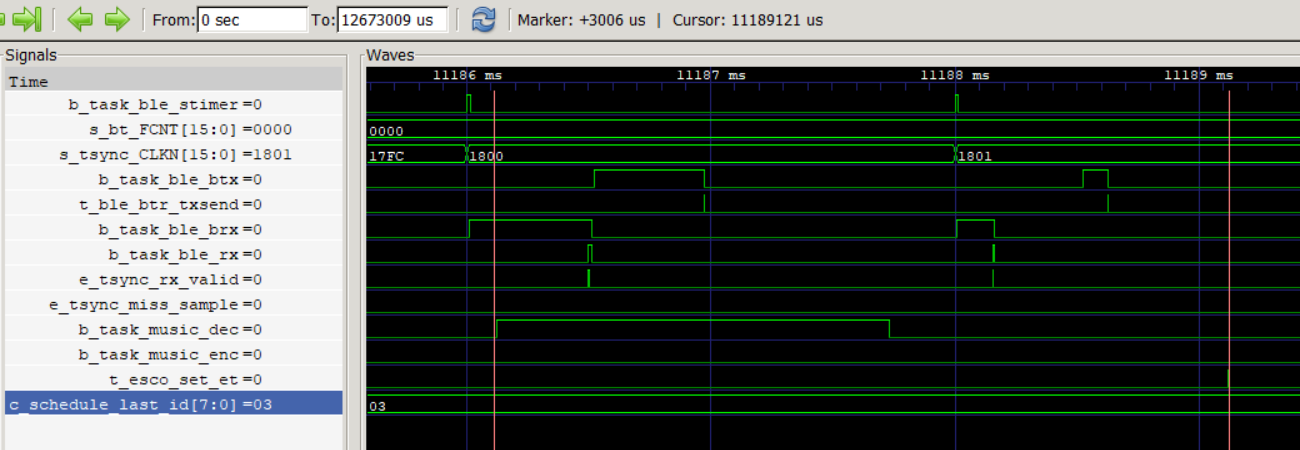 From: 0 sec To: 12673009 us Marker: +3006 us | Cursor: 11189121 us
Signals
Waves
Time
11186 ms 11187 ms 11188 ms 11189 ms
b_task_ble_stimer=0
s_bt_FCNT[15:0]=0000
0000
s_tsync_CLKN[15:0]=1801
17FC 1800 1801
b_task_ble_btx=0
t_ble_btr_txsend=0
b_task_ble_brx=0
b_task_ble_rx=0
e_tsync_rx_valid=0
e_tsync_miss_sample=0
b_task_music_dec=0
b_task_music_enc=0
t_esco_set_et=0
c_schedule_last_id[7:0]=03
03